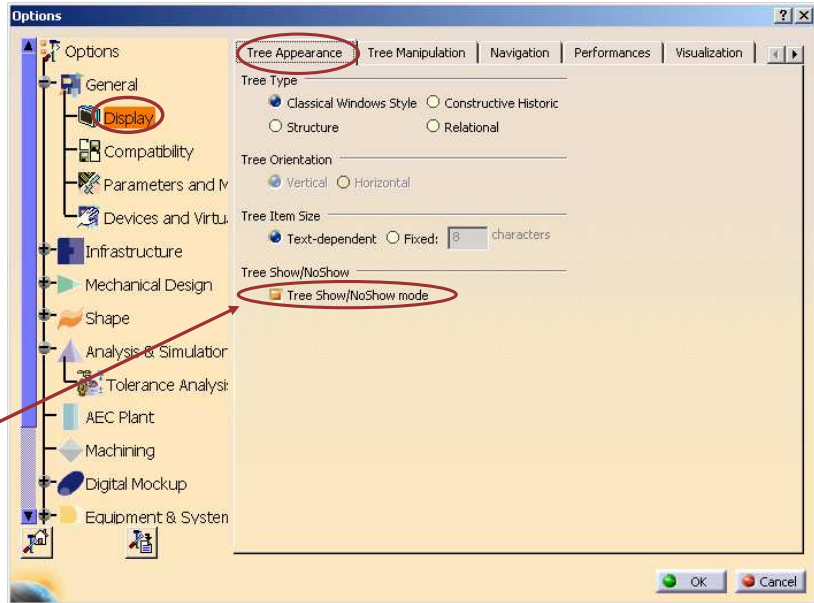 Options
Options
General
Display
Compatibility
Parameters and M
Devices and Virtu
Infrastructure
Mechanical Design
Shape
Analysis & Simulation
Tolerance Analysis
AEC Plant
Machining
Digital Mockup
Equipment & System
Tree Appearance Tree Manipulation Navigation Performances Visualization
Tree Type
Classical Windows Style Constructive Historic
Structure Relational
Tree Orientation
Vertical Horizontal
Tree Item Size
Text-dependent Fixed: 8 characters
Tree Show/NoShow
Tree Show/NoShow mode
OK Cancel